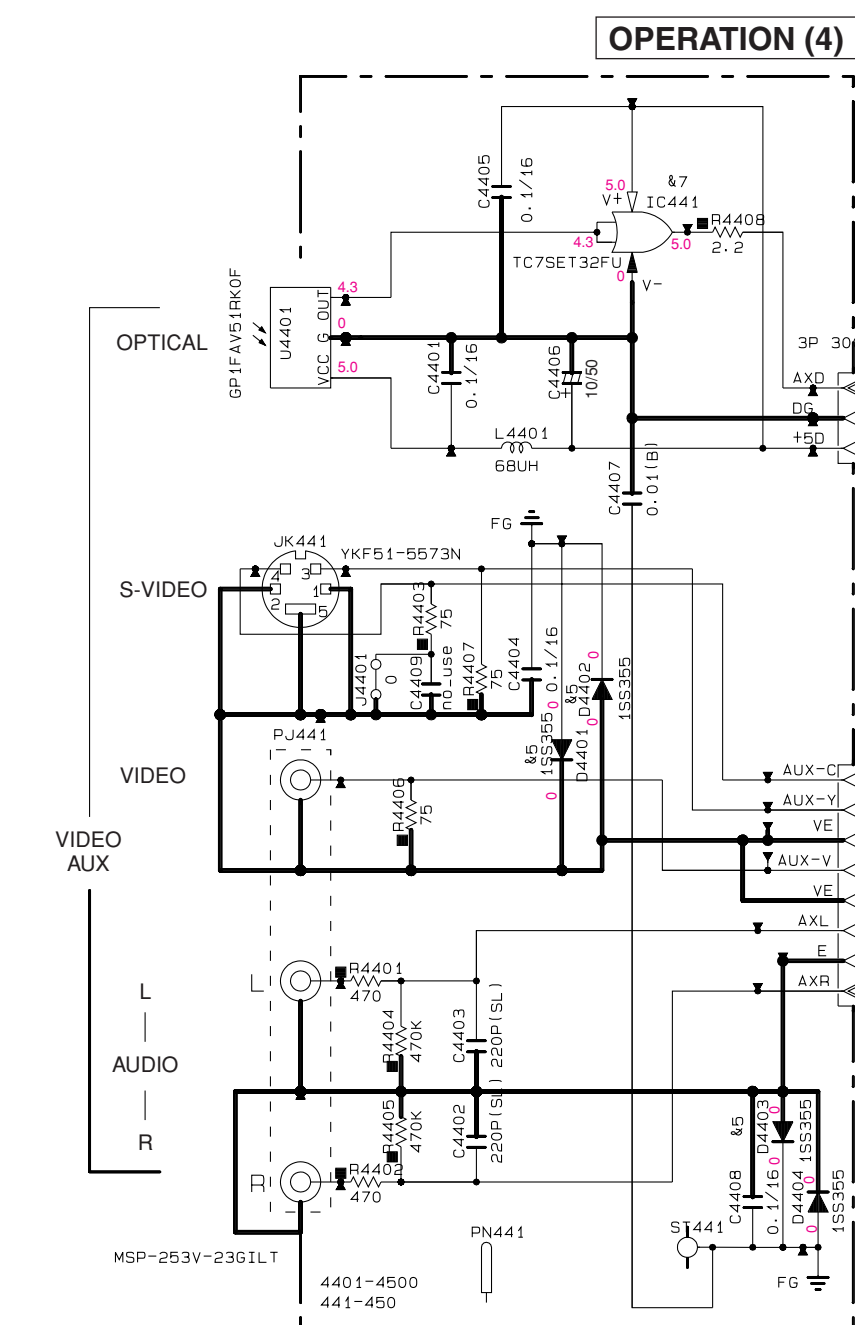 OPERATION (4)
C4405
0.1/16
5.0
V+
&7
IC441
R4408
2.2
4.3
5.0
TC7SET32FU
0
V-
GP1FAV51RK0F
U4401
OUT
G
VCC
4.3
0
5.0
OPTICAL
C4401
0.1/16
C4406
+
10/50
3P 30
AXD
DG
+5D
L4401
68UH
C4407
0.01(B)
FG
JK441
YKF51-5573N
4
3
2
1
5
S-VIDEO
R4403
75
J4401
0
C4409
no-use
R4407
75
C4404
0.1/16
0
&5
D4402
1SS355
0
0
&5
1SS355
D4401
0
PJ441
VIDEO
R4406
75
AUX-C
AUX-Y
VE
AUX-V
VE
AXL
E
AXR
VIDEO
AUX
L
R4401
470
R4404
470K
C4403
220P(SL)
L
AUDIO
R
R4405
470K
C4402
220P(SL)
R
R4402
470
&5
D4403
1SS355
0
0
C4408
0.1/16
D4404
1SS355
0
0
MSP-253V-23GILT
PN441
ST441
FG
4401-4500
441-450